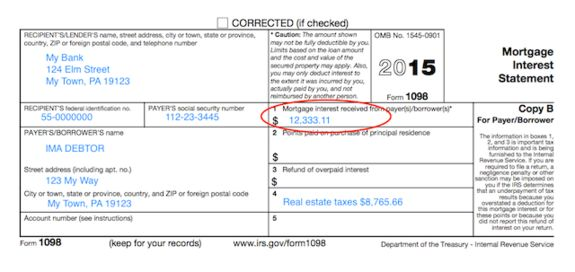 CORRECTED (if checked)
RECIPIENT'S/LENDER'S name, street address, city or town, state or province, country, ZIP or foreign postal code, and telephone number
My Bank
124 Elm Street
My Town, PA 19123
* Caution: The amount shown may not be fully deductible by you. Limits based on the loan amount and the cost and value of the secured property may apply. Also, you may only deduct interest to the extent it was incurred by you, actually paid by you, and not reimbursed by another person.
OMB No. 1545-0901
2015
Form 1098
Mortgage
Interest
Statement
RECIPIENT'S federal identification no.
55-0000000
PAYER'S social security number
112-23-3445
1 Mortgage interest received from payer(s)/borrower(s)*
$ 12,333.11
Copy B
For Payer/Borrower
The information in boxes 1, 2, and 3 is important tax information and is being furnished to the Internal Revenue Service. If you are required to file a return, a negligence penalty or other sanction may be imposed on you if the IRS determines that an underpayment of tax results because you overstated a deduction for this mortgage interest or for these points or because you did not report this refund of interest on your return.
PAYER'S/BORROWER'S name
IMA DEBTOR
2 Points paid on purchase of principal residence
$
Street address (including apt. no.)
123 My Way
3 Refund of overpaid interest
$
City or town, state or province, country, and ZIP or foreign postal code
My Town, PA 19123
4
Real estate taxes $8,765.66
Account number (see instructions)
5
Form 1098
(keep for your records)
www.irs.gov/form1098
Department of the Treasury - Internal Revenue Service